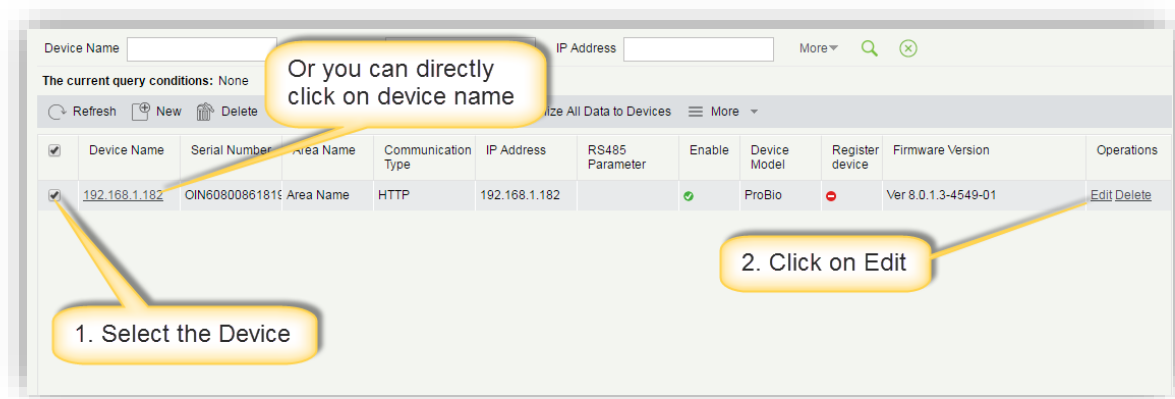 Device Name IP Address More
The current query conditions: None
Or you can directly
click on device name
Refresh New Delete All Data to Devices More
Device Name Serial Number Area Name Communication Type IP Address RS485 Parameter Enable Device Model Register device Firmware Version Operations
192.168.1.182 OIN60800861819 Area Name HTTP 192.168.1.182 ProBio Ver 8.0.1.3-4549-01 Edit Delete
2. Click on Edit
1. Select the Device